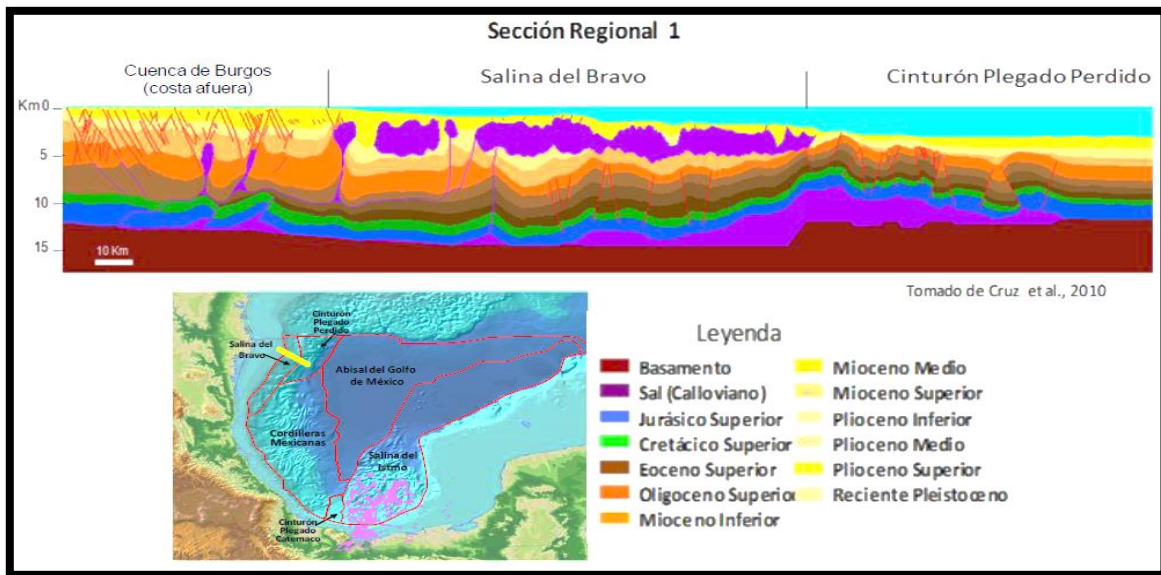 Sección Regional 1
Cuenca de Burgos
(costa afuera)
Salina del Bravo
Cinturón Plegado Perdido
Km 0
5
10
15
10 Km
Tomado de Cruz et al., 2010
Cinturón
Plegado
Perdido
Salina del
Bravo
Abisal del Golfo
de México
Cordilleras
Mexicanas
Salina del
Istmo
Cinturón
Plegado
Catemaco
Leyenda
Basamento
Sal (Calloviano)
Jurásico Superior
Cretácico Superior
Eoceno Superior
Oligoceno Superio
Mioceno Inferior
Mioceno Medio
Mioceno Superior
Plioceno Inferior
Plioceno Medio
Plioceno Superior
Reciente Pleistoceno